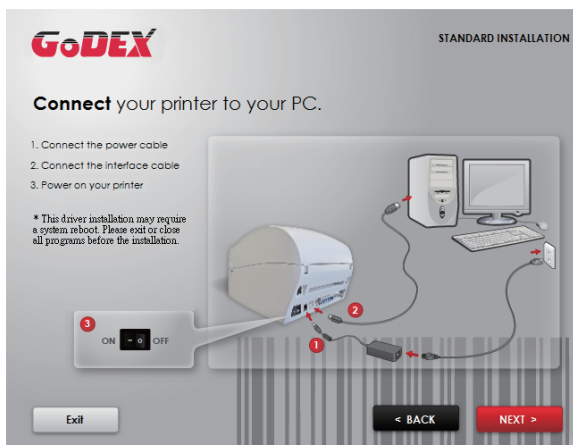 GoDEX
STANDARD INSTALLATION
Connect your printer to your PC.
1. Connect the power cable
2. Connect the interface cable
3. Power on your printer
* This driver installation may require
a system reboot. Please exit or close
all programs before the installation.
2
3
ON - o OFF
1
Exit
< BACK
NEXT >